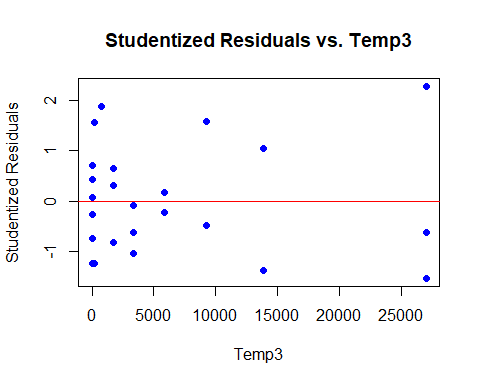 Studentized Residuals vs. Temp3
Studentized Residuals
2
1
0
-1
0 5000 10000 15000 20000 25000
Temp3